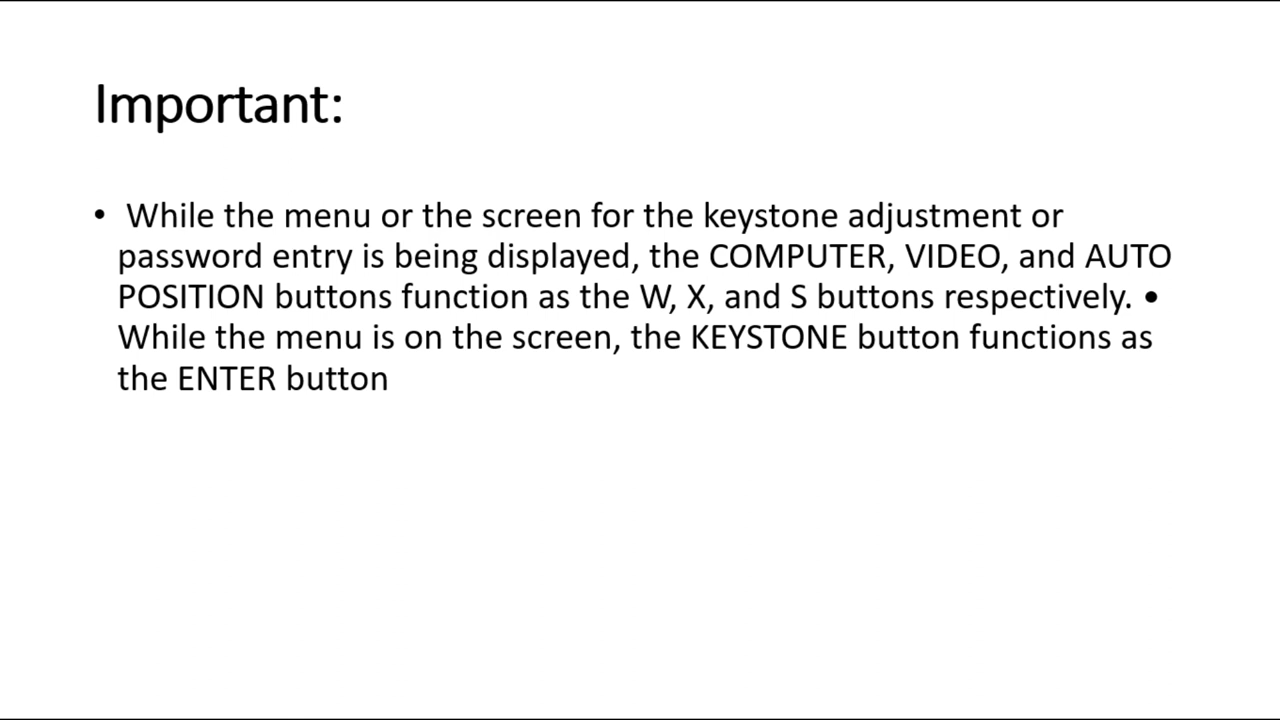 Important:
• While the menu or the screen for the keystone adjustment or
password entry is being displayed, the COMPUTER, VIDEO, and AUTO
POSITION buttons function as the W, X, and S buttons respectively. •
While the menu is on the screen, the KEYSTONE button functions as
the ENTER button